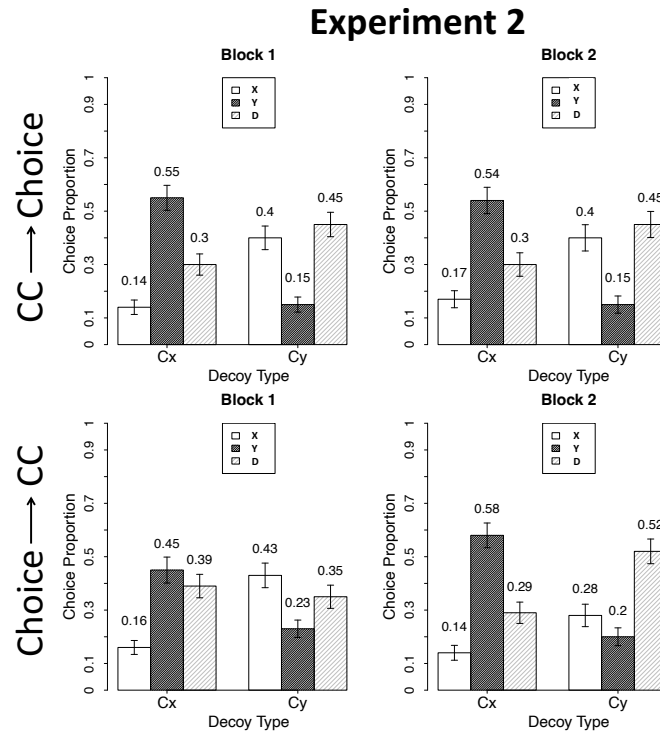 Experiment 2
CC → Choice
Block 1
X
Y
D
Choice Proportion
0 0.1 0.3 0.5 0.7 0.9 1
0.14 0.55 0.3 0.4 0.15 0.45
Cx Cy
Decoy Type
Block 2
X
Y
D
Choice Proportion
0 0.1 0.3 0.5 0.7 0.9 1
0.17 0.54 0.3 0.4 0.15 0.45
Cx Cy
Decoy Type
Choice → CC
Block 1
X
Y
D
Choice Proportion
0 0.1 0.3 0.5 0.7 0.9 1
0.16 0.45 0.39 0.43 0.23 0.35
Cx Cy
Decoy Type
Block 2
X
Y
D
Choice Proportion
0 0.1 0.3 0.5 0.7 0.9 1
0.14 0.58 0.29 0.28 0.2 0.52
Cx Cy
Decoy Type